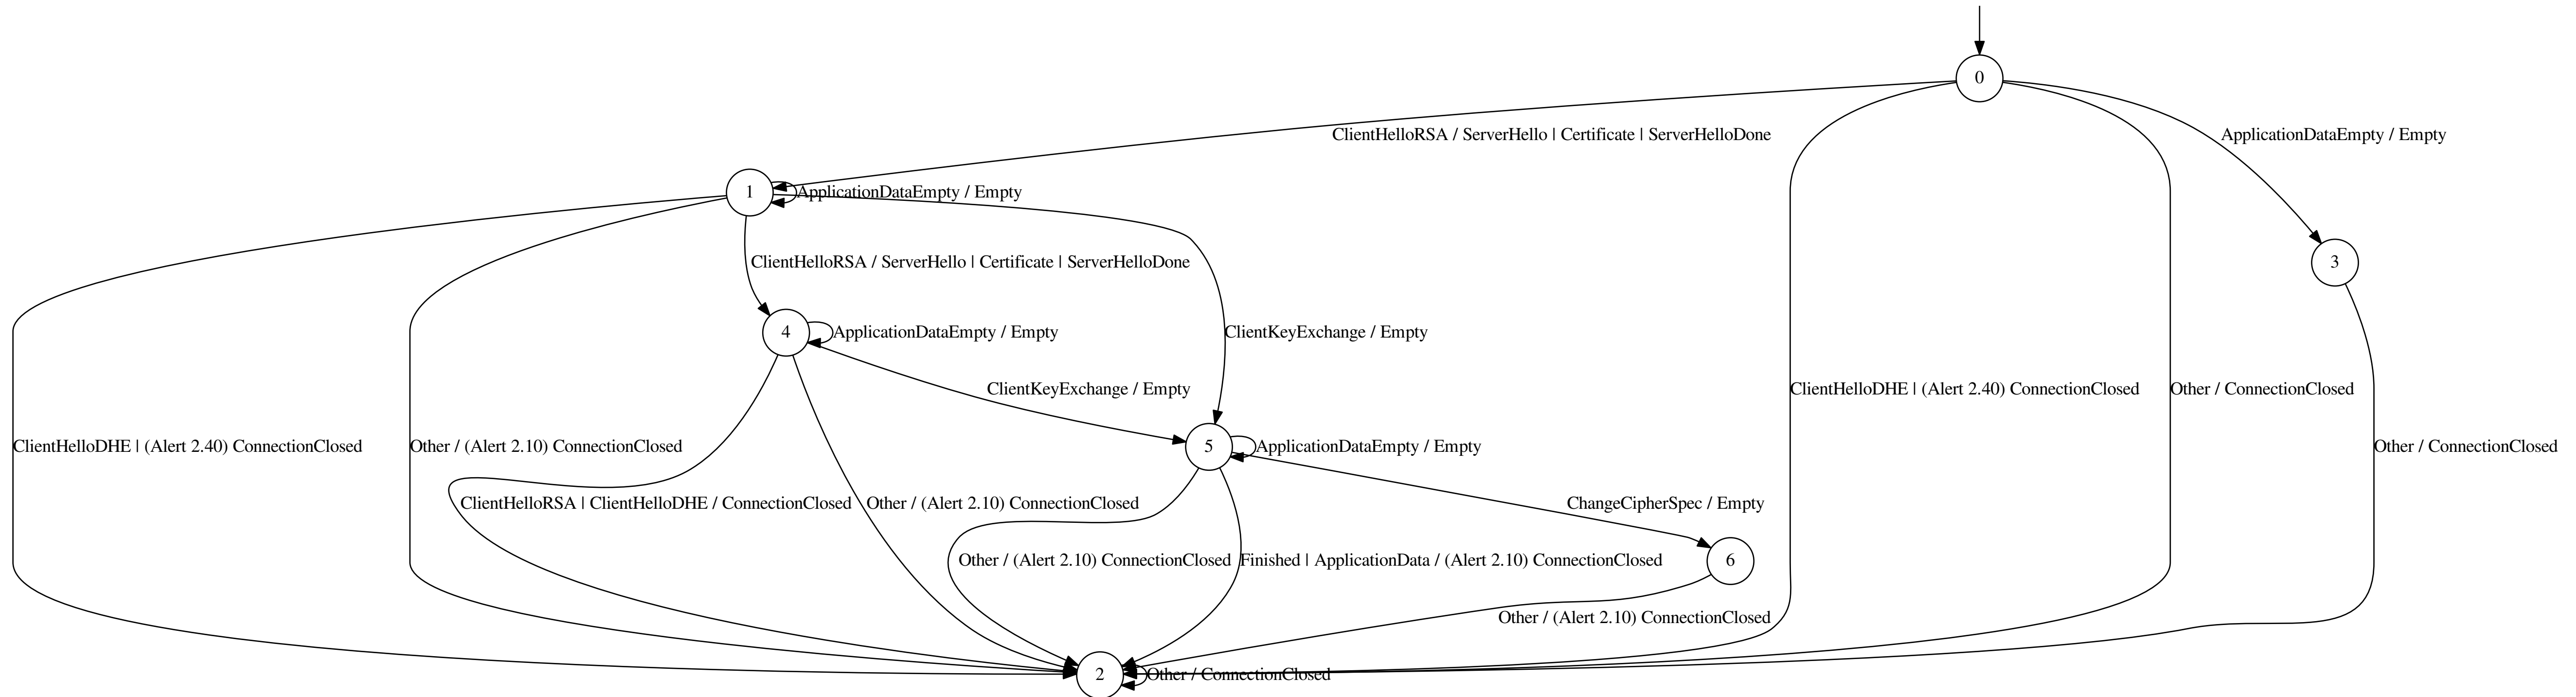 0
ClientHelloRSA / ServerHello | Certificate | ServerHelloDone
ApplicationDataEmpty / Empty
1
ApplicationDataEmpty / Empty
ClientHelloRSA / ServerHello | Certificate | ServerHelloDone
3
4
ApplicationDataEmpty / Empty
ClientKeyExchange / Empty
ClientKeyExchange / Empty
ClientHelloDHE | (Alert 2.40) ConnectionClosed
Other / ConnectionClosed
ClientHelloDHE | (Alert 2.40) ConnectionClosed
Other / (Alert 2.10) ConnectionClosed
5
ApplicationDataEmpty / Empty
Other / ConnectionClosed
ClientHelloRSA | ClientHelloDHE / ConnectionClosed
Other / (Alert 2.10) ConnectionClosed
ChangeCipherSpec / Empty
Other / (Alert 2.10) ConnectionClosed
Finished | ApplicationData / (Alert 2.10) ConnectionClosed
6
Other / (Alert 2.10) ConnectionClosed
2
Other / ConnectionClosed